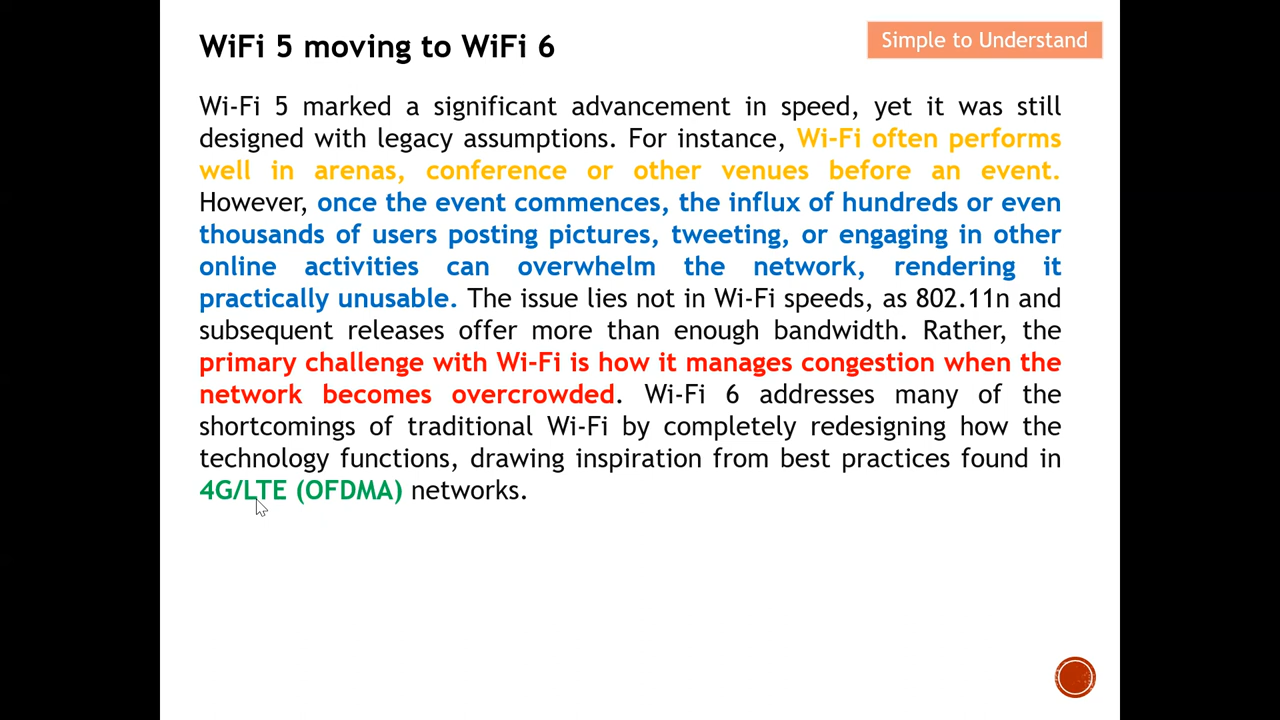 WiFi 5 moving to WiFi 6
Simple to Understand
Wi-Fi 5 marked a significant advancement in speed, yet it was still
designed with legacy assumptions. For instance, Wi-Fi often performs
well in arenas, conference or other venues before an event.
However, once the event commences, the influx of hundreds or even
thousands of users posting pictures, tweeting, or engaging in other
online activities can overwhelm the network, rendering it
practically unusable. The issue lies not in Wi-Fi speeds, as 802.11n and
subsequent releases offer more than enough bandwidth. Rather, the
primary challenge with Wi-Fi is how it manages congestion when the
network becomes overcrowded. Wi-Fi 6 addresses many of the
shortcomings of traditional Wi-Fi by completely redesigning how the
technology functions, drawing inspiration from best practices found in
4G/LTE (OFDMA) networks.